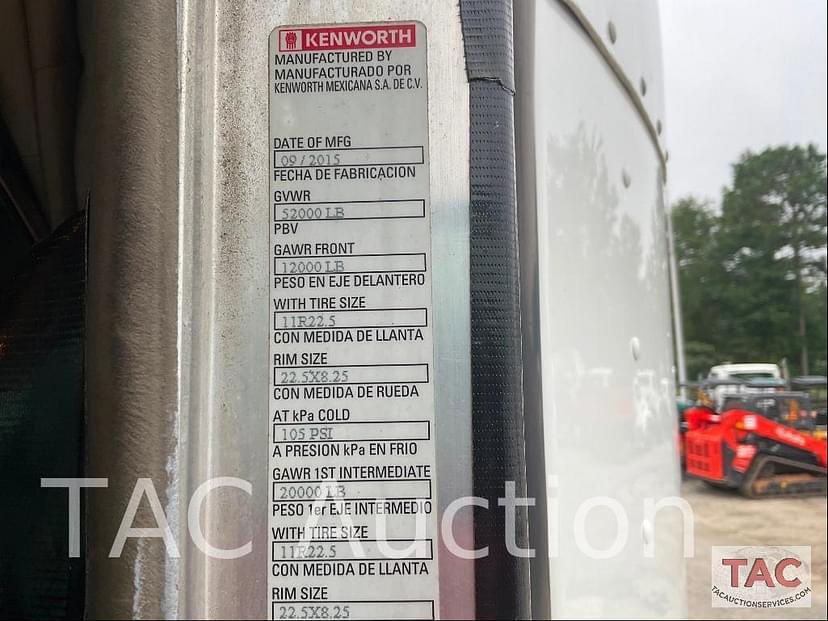 KENWORTH
MANUFACTURED BY
MANUFACTURADO POR
KENWORTH MEXICANA S.A. DE C.V.
DATE OF MFG
09/2015
FECHA DE FABRICACION
GVWR
52000 LB
PBV
GAWR FRONT
12000 LB
PESO EN EJE DELANTERO
WITH TIRE SIZE
11R22.5
CON MEDIDA DE LLANTA
RIM SIZE
22.5X8.25
CON MEDIDA DE RUEDA
AT kPa COLD
105 PSI
A PRESION kPa EN FRIO
GAWR 1ST INTERMEDIATE
20000 LB
PESO 1er EJE INTERMEDIO
WITH TIRE SIZE
11R22.5
CON MEDIDA DE LLANTA
RIM SIZE
22.5X8.25
TAC Auction
TAC
TACAUCTIONSERVICES.COM